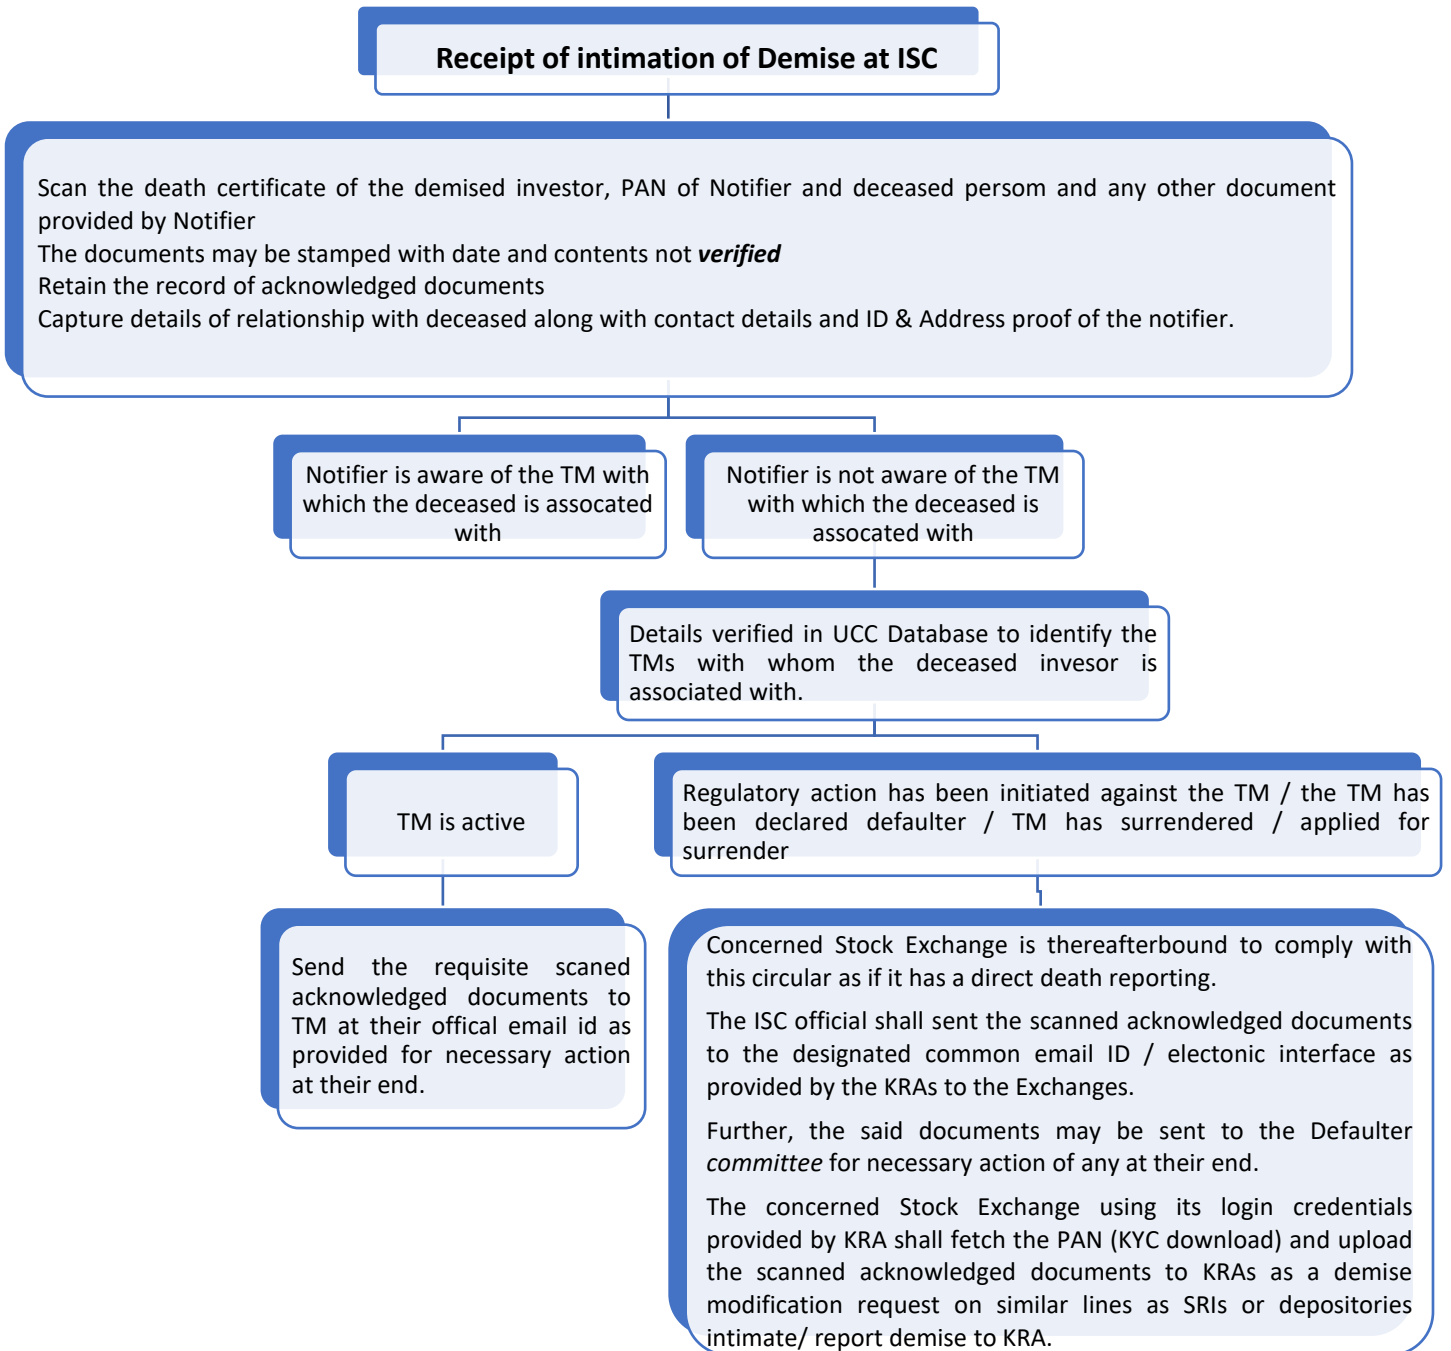 Receipt of intimation of Demise at ISC
Scan the death certificate of the demised investor, PAN of Notifier and deceased persom and any other document
provided by Notifier
The documents may be stamped with date and contents not verified
Retain the record of acknowledged documents
Capture details of relationship with deceased along with contact details and ID & Address proof of the notifier.
Notifier is aware of the TM with
which the deceased is assocated
with
Notifier is not aware of the TM
with which the deceased is
assocated with
Details verified in UCC Database to identify the
TMs with whom the deceased invesor is
associated with.
TM is active
Regulatory action has been initiated against the TM / the TM has
been declared defaulter / TM has surrendered / applied for
surrender
Send the requisite scaned
acknowledged documents to
TM at their offical email id as
provided for necessary action
at their end.
Concerned Stock Exchange is thereafterbound to comply with
this circular as if it has a direct death reporting.
The ISC official shall sent the scanned acknowledged documents
to the designated common email ID / electonic interface as
provided by the KRAs to the Exchanges.
Further, the said documents may be sent to the Defaulter
committee for necessary action of any at their end.
The concerned Stock Exchange using its login credentials
provided by KRA shall fetch the PAN (KYC download) and upload
the scanned acknowledged documents to KRAs as a demise
modification request on similar lines as SRIs or depositories
intimate/ report demise to KRA.